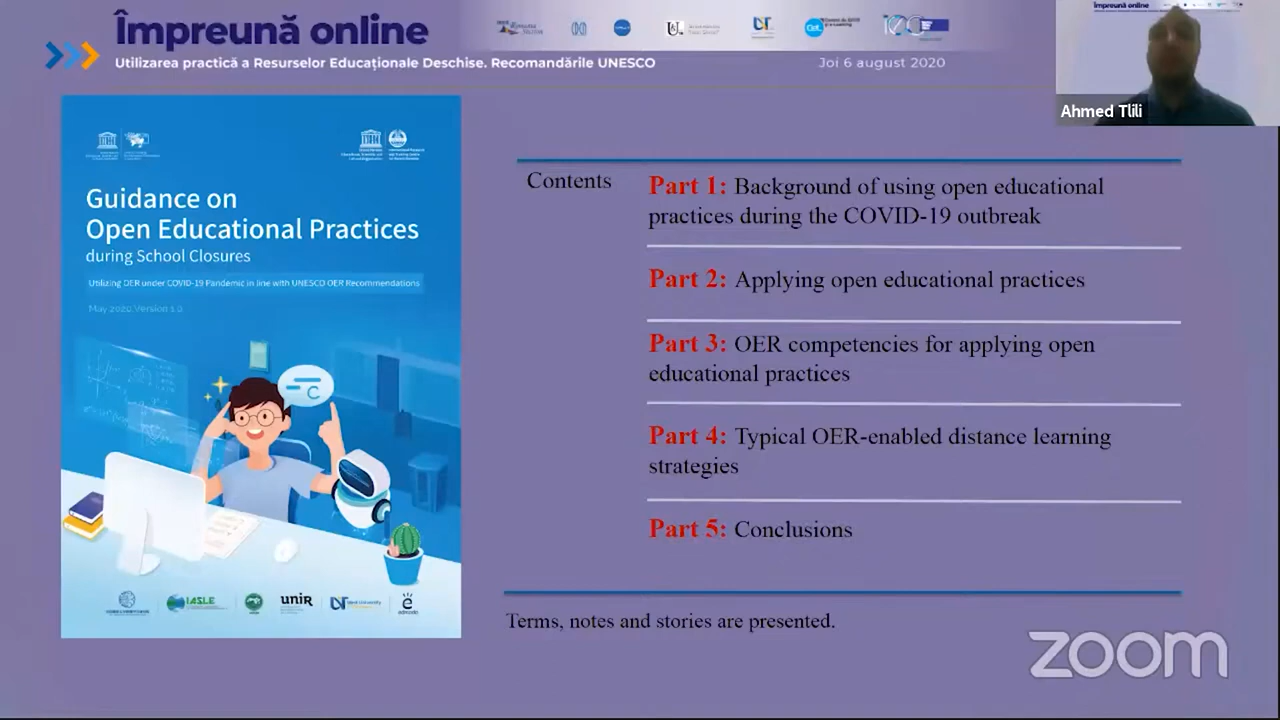 Împreună online
Utilizarea practică a Resurselor Educaționale Deschise. Recomandările UNESCO
Joi 6 august 2020
Ahmed Tlili
Guidance on
Open Educational Practices
during School Closures
Utilizing OER under COVID-19 Pandemic in line with UNESCO OER Recommendations
May 2020.Version 1.0
IASLE
uniR
edmodo
Contents
Part 1: Background of using open educational
practices during the COVID-19 outbreak
Part 2: Applying open educational practices
Part 3: OER competencies for applying open
educational practices
Part 4: Typical OER-enabled distance learning
strategies
Part 5: Conclusions
Terms, notes and stories are presented.
zoom